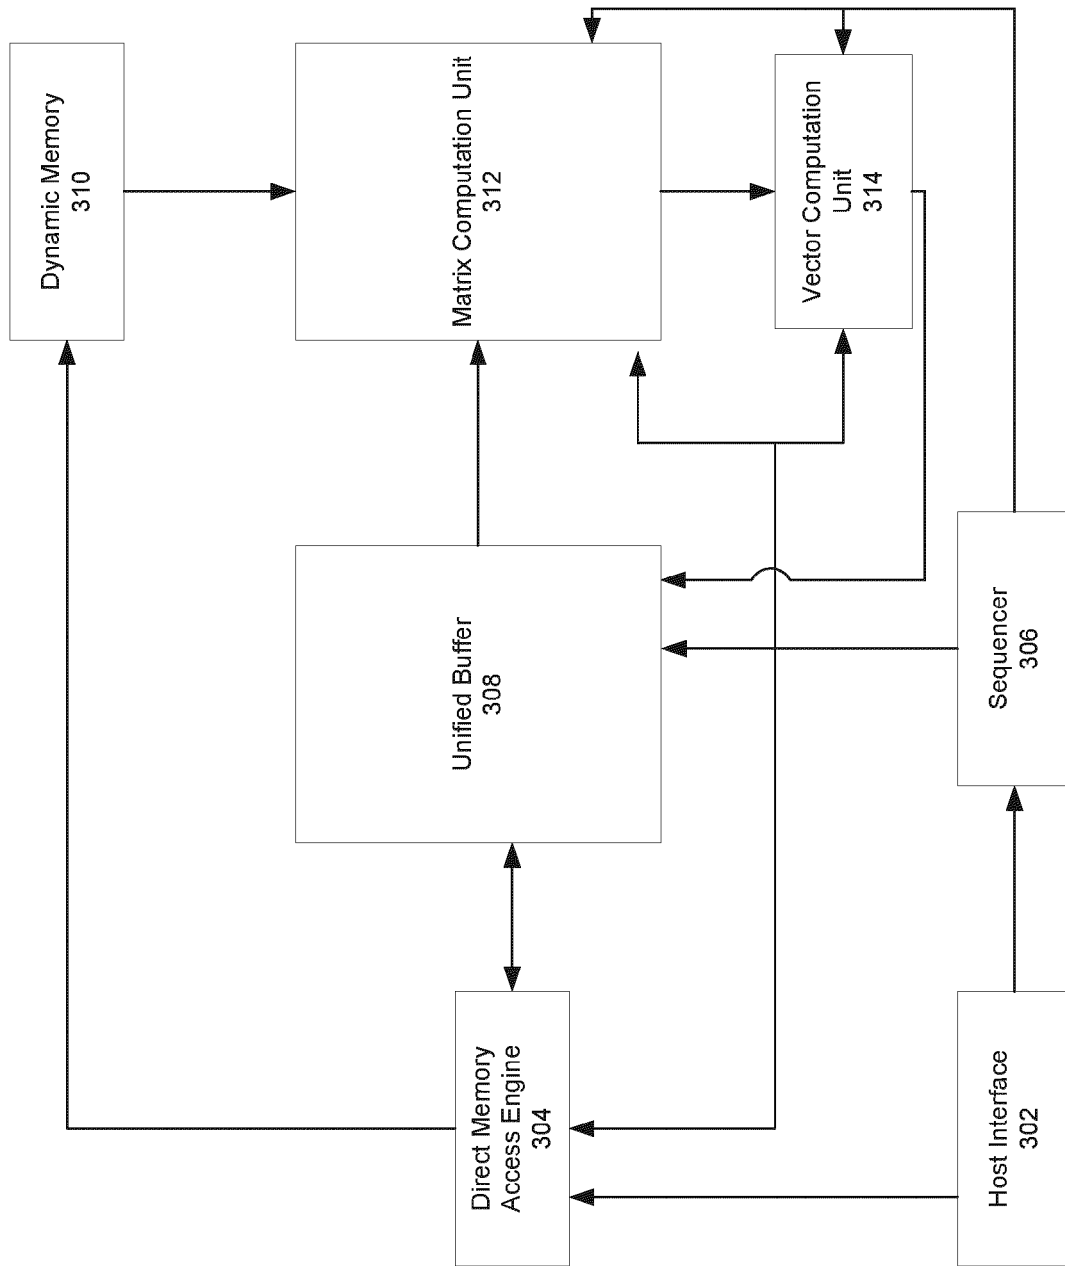 Dynamic Memory
310
Matrix Computation Unit
312
Vector Computation
Unit
314
Unified Buffer
308
Sequencer
306
Direct Memory
Access Engine
304
Host Interface
302